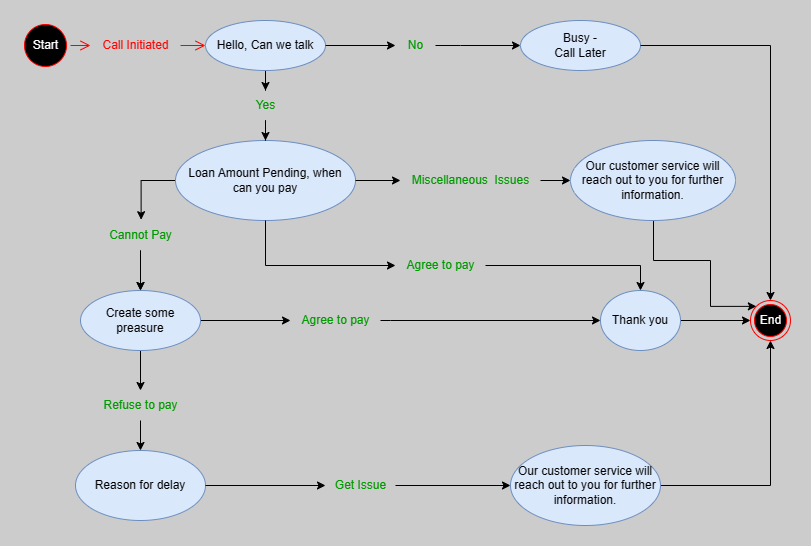 Start
Call Initiated
Hello, Can we talk
No
Busy -
Call Later
Yes
Loan Amount Pending, when
can you pay
Miscellaneous Issues
Our customer service will
reach out to you for further
information.
Cannot Pay
Agree to pay
Create some
preasure
Agree to pay
Thank you
End
Refuse to pay
Reason for delay
Get Issue
Our customer service will
reach out to you for further
information.